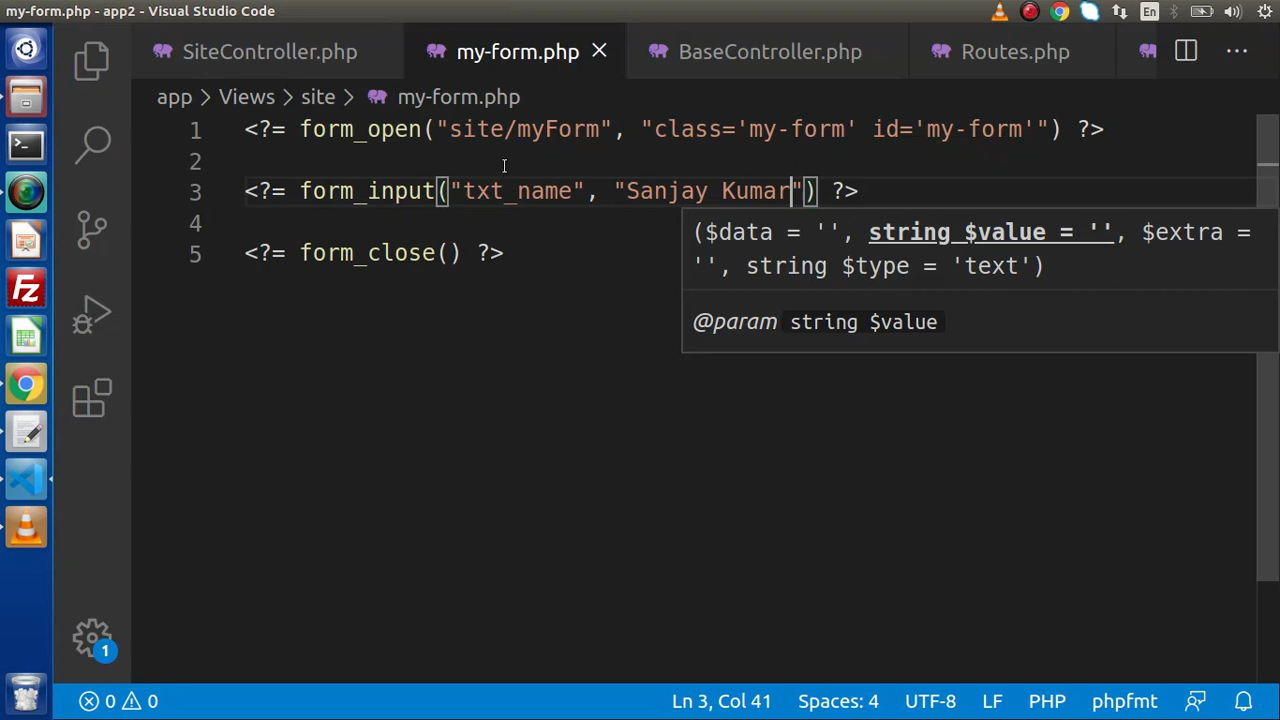 my-form.php - app2 - Visual Studio Code
En
SiteController.php
my-form.php
BaseController.php
Routes.php
app > Views > site > my-form.php
1 <?= form_open("site/myForm", "class='my-form' id='my-form'") ?>
2
3 <?= form_input("txt_name", "Sanjay Kumar") ?>
4
5 <?= form_close() ?>
($data = '', string $value = '', $extra =
'', string $type = 'text')
@param string $value
Fz
1
0 0
Ln 3, Col 41
Spaces: 4
UTF-8
LF
PHP
phpfmt